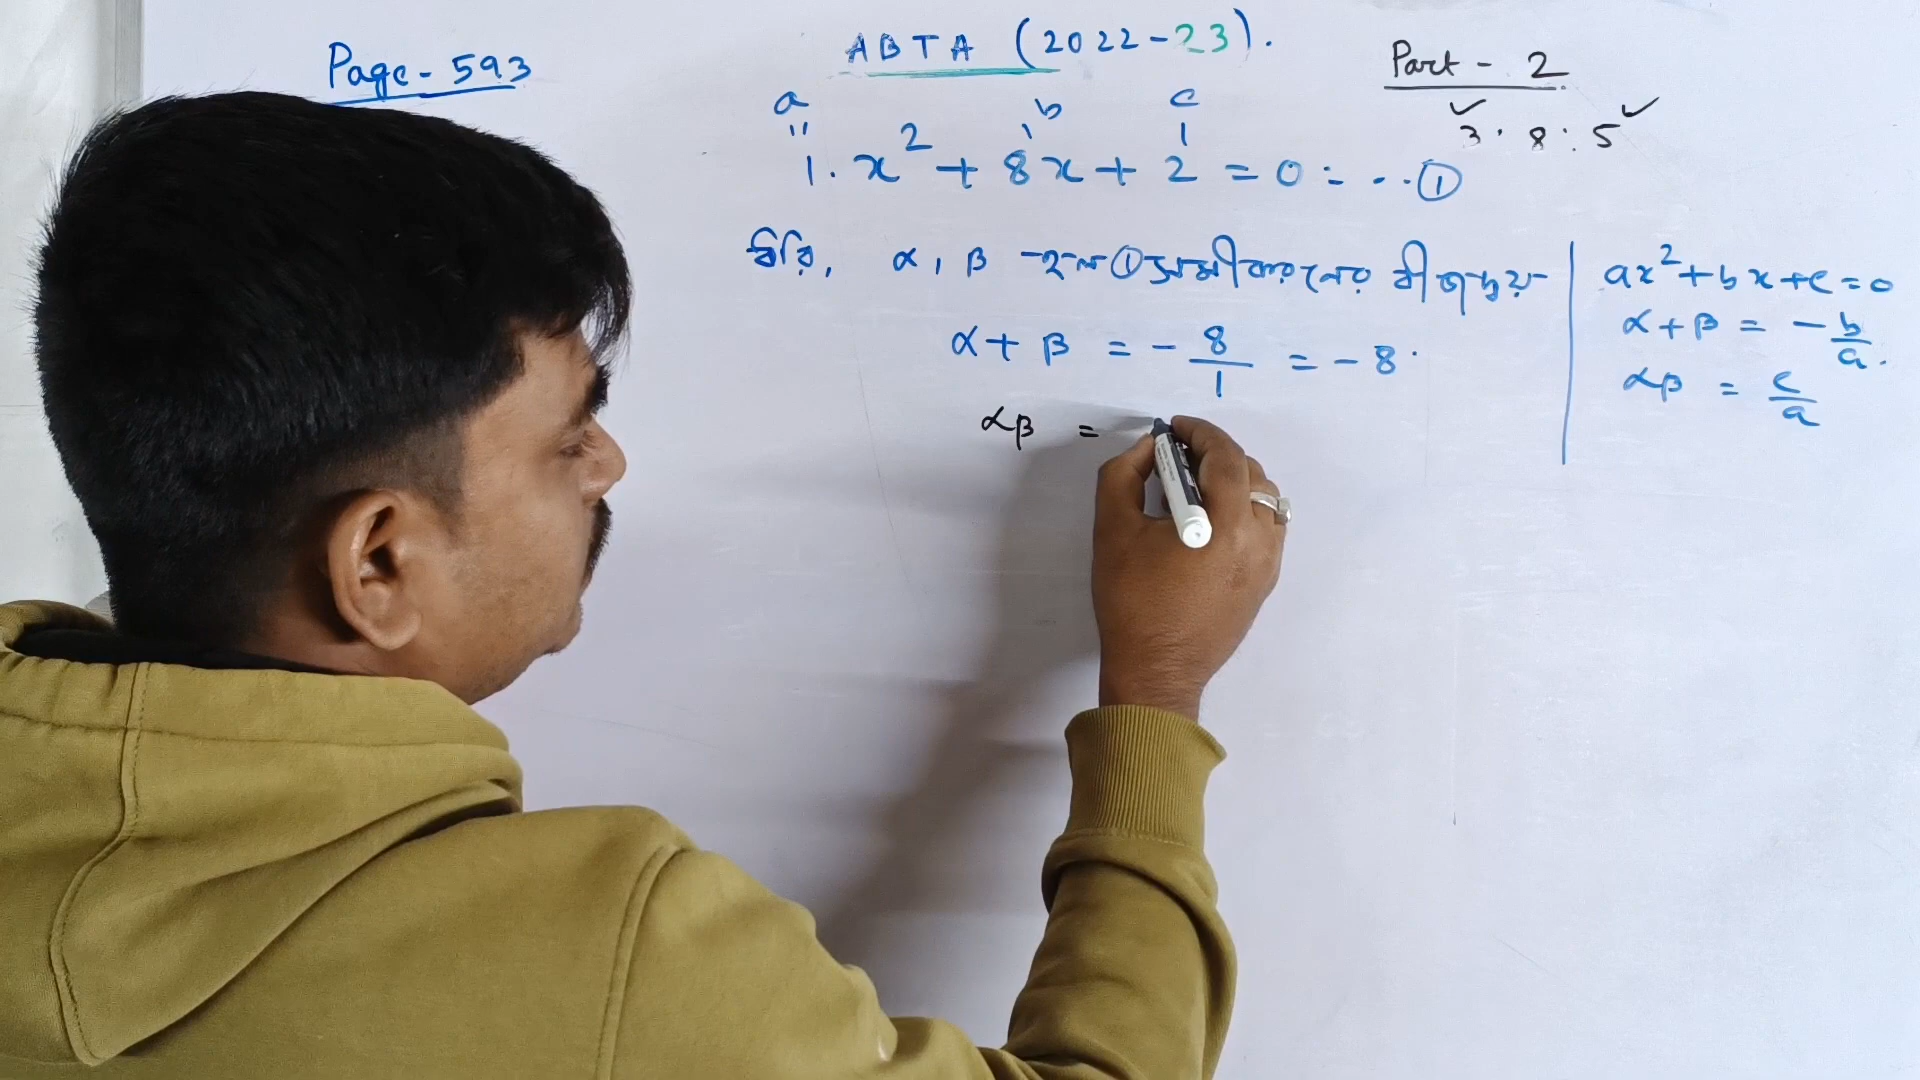 Page - 593
ABTA (2022-23).
Part - 2
3 : 8 : 5
a b c
1. x² + 8x + 2 = 0 - - - ①
ধরি, α, β হল ① সমীকরণের বীজদ্বয়
α + β = - 8/1 = - 8.
αβ =
ax² + bx + c = 0
α + β = - b/a.
αβ = c/a